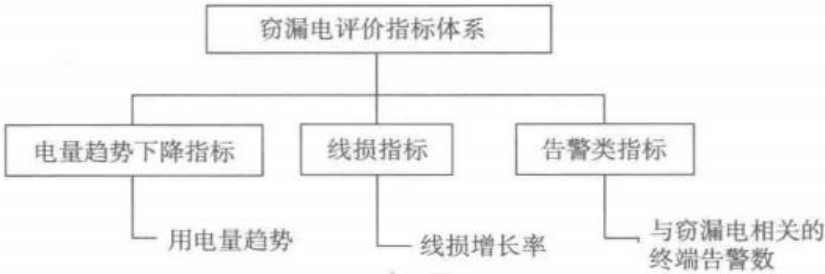 窃漏电评价指标体系
电量趋势下降指标
线损指标
告警类指标
用电量趋势
线损增长率
与窃漏电相关的
终端告警数